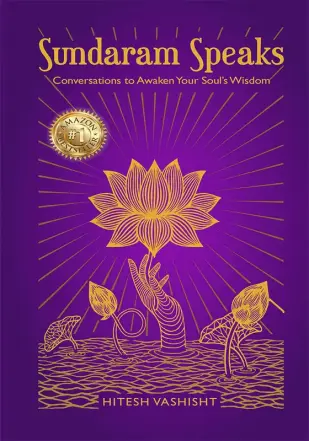 Sundaram Speaks
Conversations to Awaken Your Soul's Wisdom
AMAZON
#1
BESTSELLER
HITESH VASHISHT